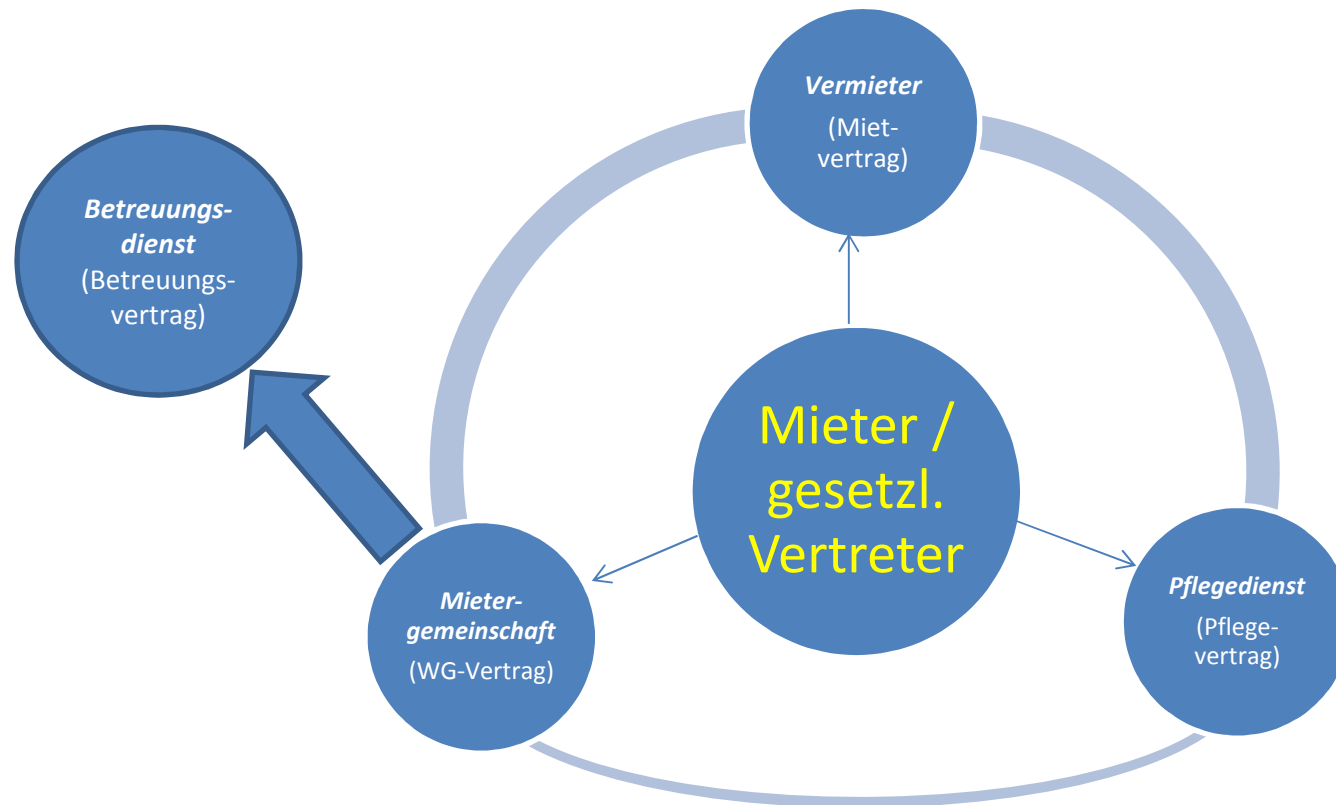 Vermieter
(Miet-
vertrag)
Betreuungs-
dienst
(Betreuungs-
vertrag)
Mieter /
gesetzl.
Vertreter
Mieter-
gemeinschaft
(WG-Vertrag)
Pflegedienst
(Pflege-
vertrag)